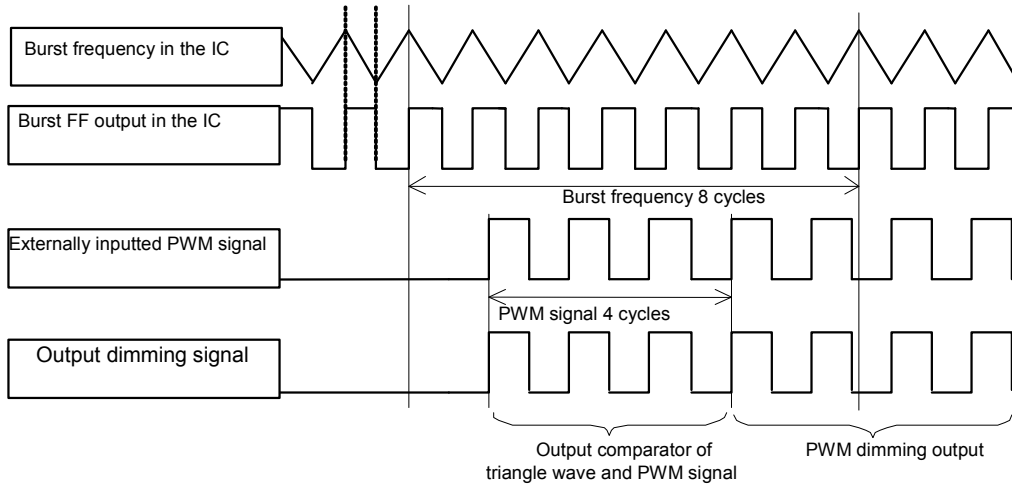 Burst frequency in the IC
Burst FF output in the IC
Burst frequency 8 cycles
Externally inputted PWM signal
PWM signal 4 cycles
Output dimming signal
Output comparator of
triangle wave and PWM signal
PWM dimming output